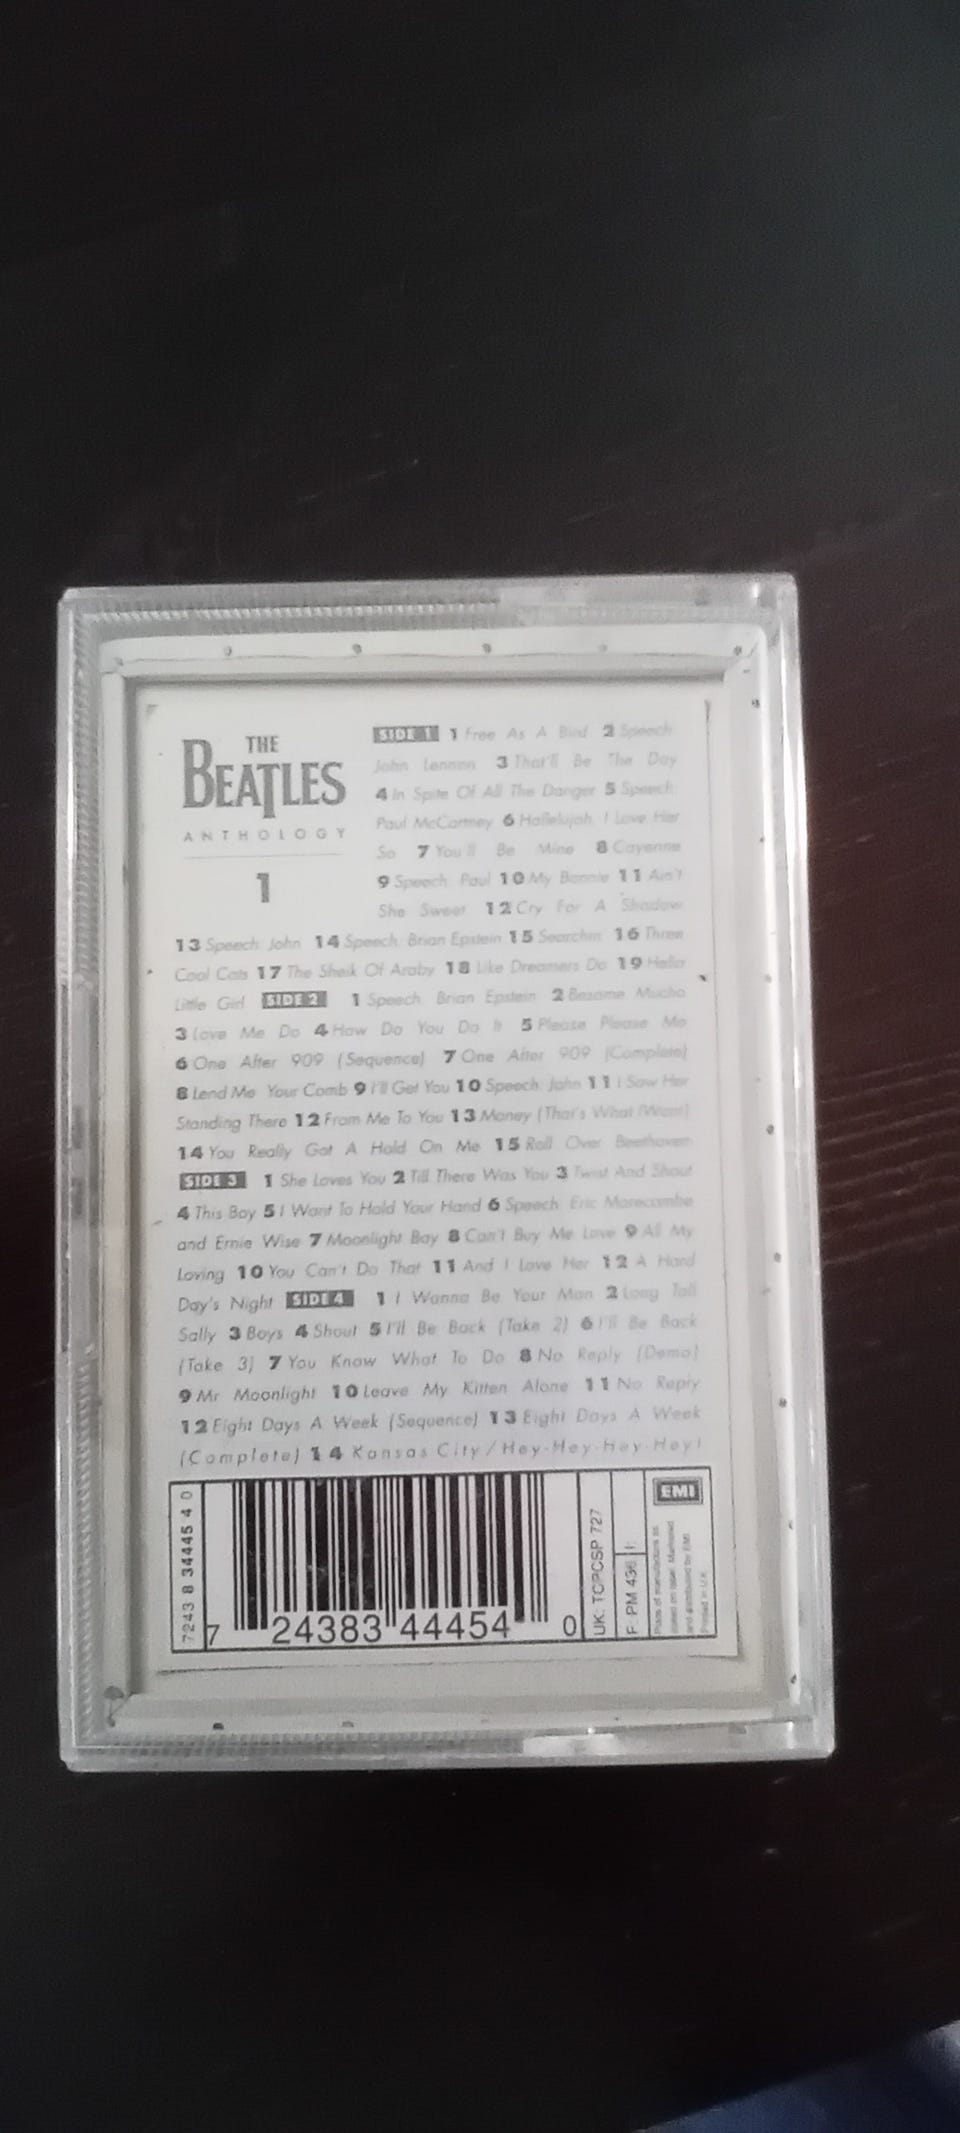 THE
BEATLES
ANTHOLOGY
1
SIDE 1 1 Free As A Bird 2 Speech:
John Lennon 3 That'll Be The Day
4 In Spite Of All The Danger 5 Speech:
Paul McCartney 6 Hallelujah, I Love Her
So 7 You'll Be Mine 8 Cayenne
9 Speech: Paul 10 My Bonnie 11 Ain't
She Sweet 12 Cry For A Shadow
13 Speech: John 14 Speech: Brian Epstein 15 Searchin' 16 Three
Cool Cats 17 The Sheik Of Araby 18 Like Dreamers Do 19 Hello
Little Girl SIDE 2 1 Speech: Brian Epstein 2 Besame Mucho
3 Love Me Do 4 How Do You Do It 5 Please Please Me
6 One After 909 (Sequence) 7 One After 909 (Complete)
8 Lend Me Your Comb 9 I'll Get You 10 Speech: John 11 I Saw Her
Standing There 12 From Me To You 13 Money (That's What I Want)
14 You Really Got A Hold On Me 15 Roll Over Beethoven
SIDE 3 1 She Loves You 2 Till There Was You 3 Twist And Shout
4 This Boy 5 I Want To Hold Your Hand 6 Speech: Eric Morecambe
and Ernie Wise 7 Moonlight Bay 8 Can't Buy Me Love 9 All My
Loving 10 You Can't Do That 11 And I Love Her 12 A Hard
Day's Night SIDE 4 1 I Wanna Be Your Man 2 Long Tall
Sally 3 Boys 4 Shout 5 I'll Be Back (Take 2) 6 I'll Be Back
(Take 3) 7 You Know What To Do 8 No Reply (Demo)
9 Mr Moonlight 10 Leave My Kitten Alone 11 No Reply
12 Eight Days A Week (Sequence) 13 Eight Days A Week
(Complete) 14 Kansas City/Hey-Hey-Hey-Hey!
7243 8 34445 4 0
7 24383 44454 0
UK: TCPCSP 727
F: PM 436 I:
EMI
Place of manufacture as
stated on label. Marketed
and distributed by EMI.
Printed in U.K.